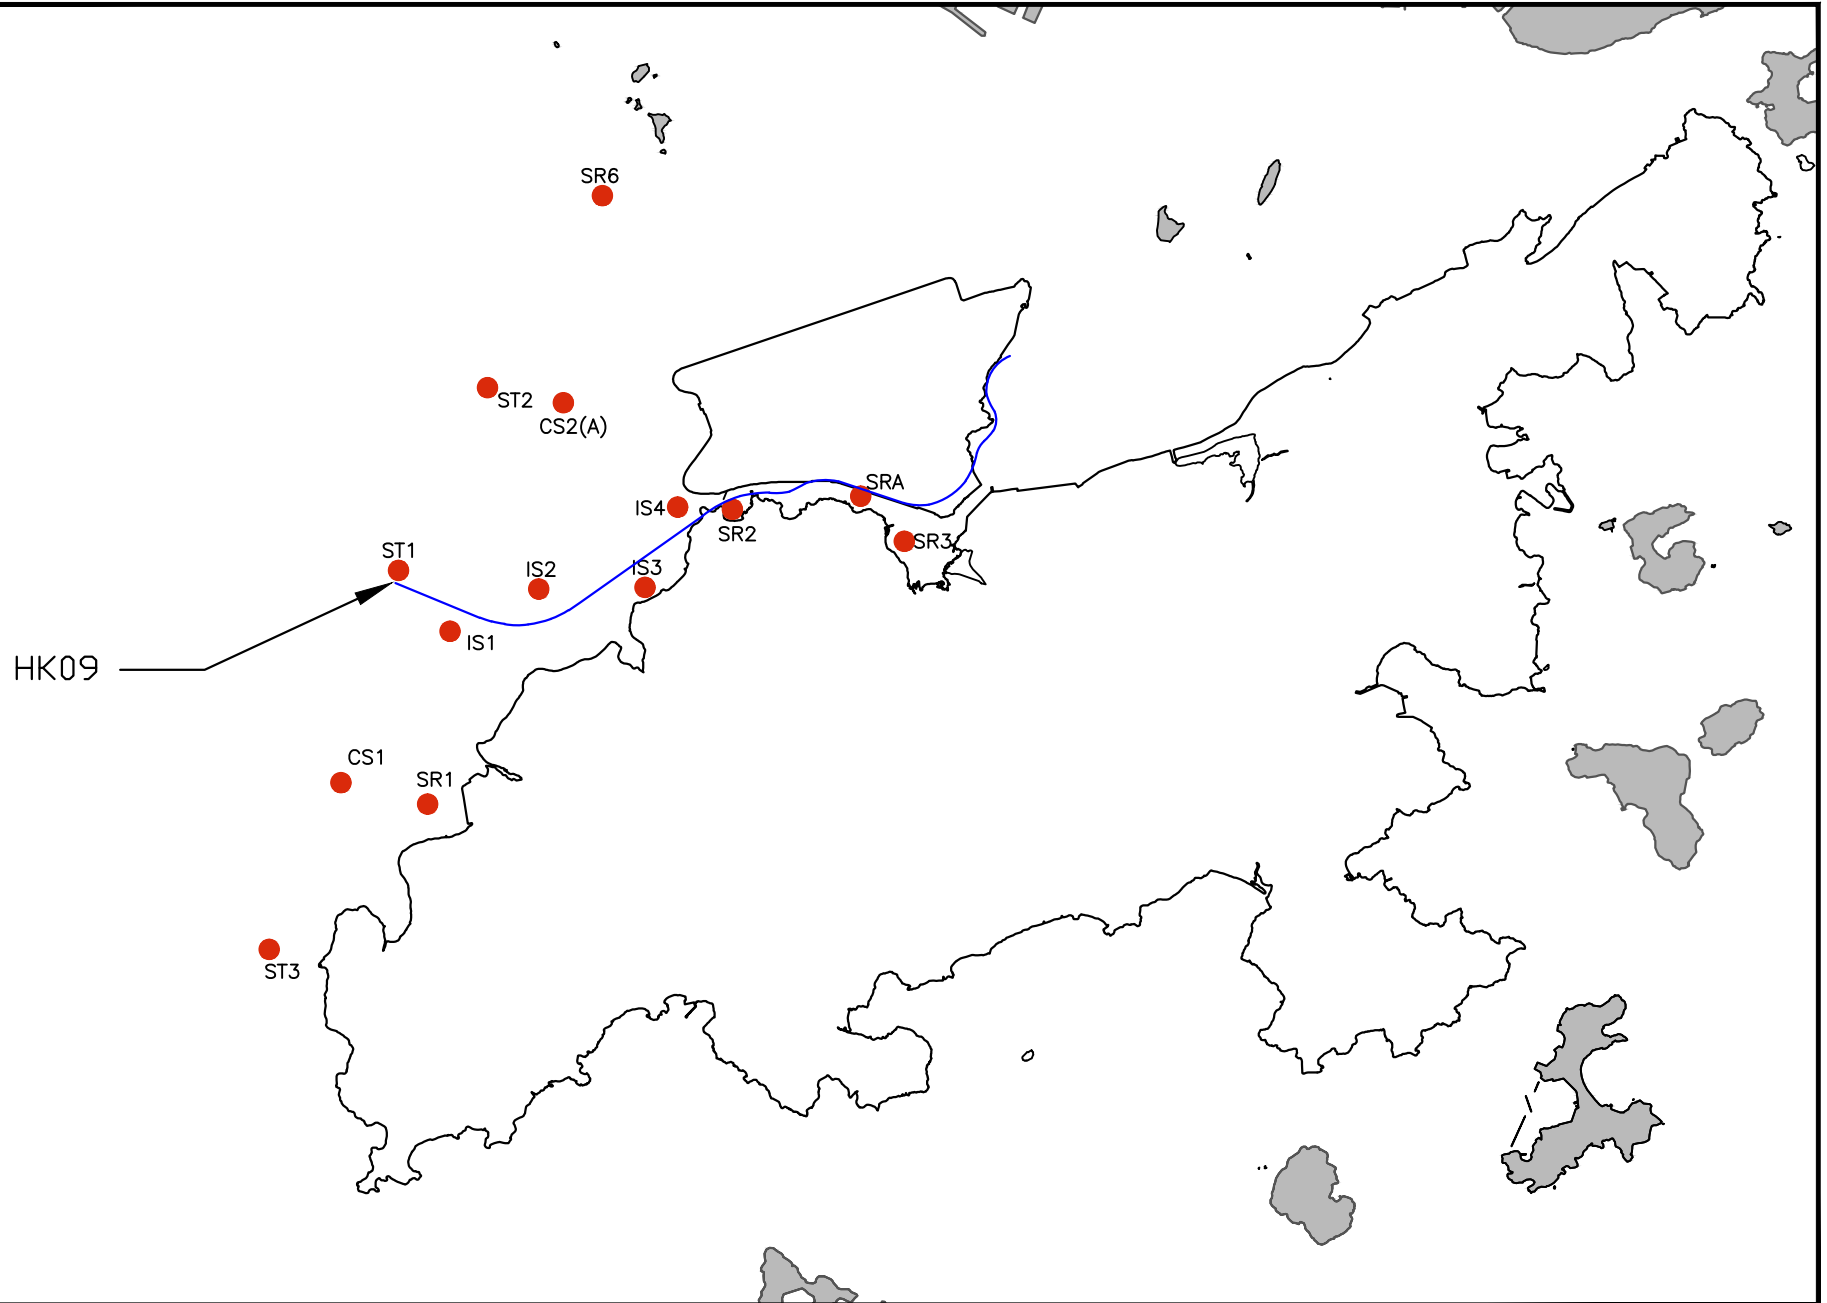 SR6
ST2
CS2(A)
SRA
IS4
SR2
SR3
ST1
IS2
IS3
IS1
HK09
CS1
SR1
ST3